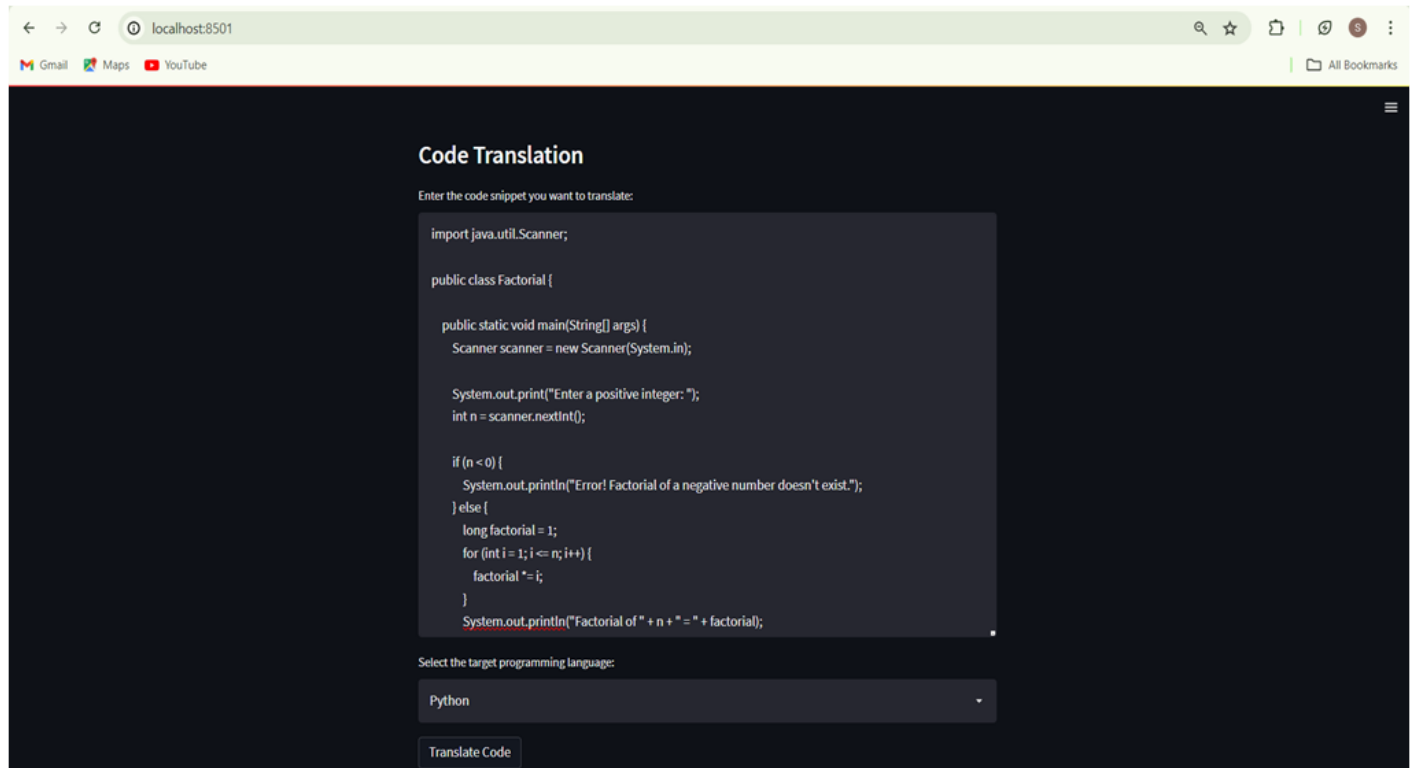 localhost:8501
S
Gmail Maps YouTube All Bookmarks
Code Translation
Enter the code snippet you want to translate:
import java.util.Scanner;
public class Factorial {
public static void main(String[] args) {
Scanner scanner = new Scanner(System.in);
System.out.print("Enter a positive integer: ");
int n = scanner.nextInt();
if (n < 0) {
System.out.println("Error! Factorial of a negative number doesn't exist.");
} else {
long factorial = 1;
for (int i = 1; i <= n; i++) {
factorial *= i;
}
System.out.println("Factorial of " + n + " = " + factorial);
Select the target programming language:
Python
Translate Code